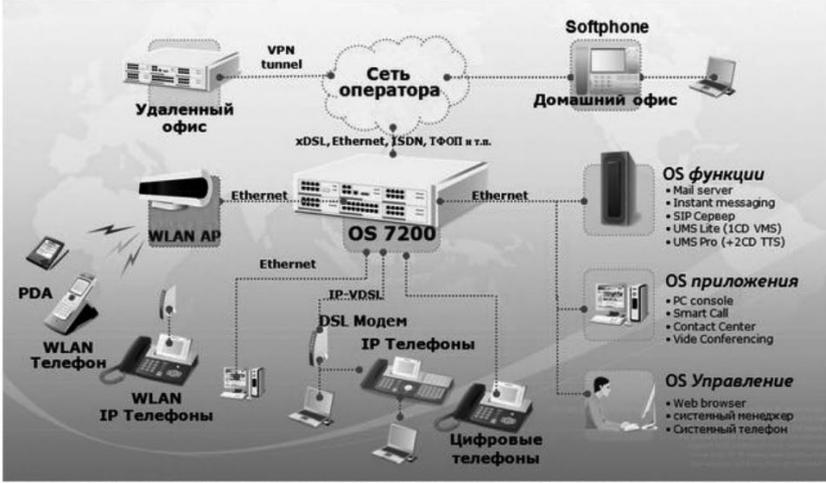 Softphone
VPN
tunnel
Сеть
оператора
Удаленный
офис
Домашний офис
xDSL, Ethernet, ISDN, ТФОП и т.п.
Ethernet
Ethernet
WLAN AP
OS 7200
OS функции
• Mail server
• Instant messaging
• SIP Сервер
• UMS Lite (1CD VMS)
• UMS Pro (+2CD TTS)
Ethernet
PDA
IP-VDSL
OS приложения
• PC console
• Smart Call
• Contact Center
• Vide Conferencing
DSL Модем
WLAN
Телефон
IP Телефоны
OS Управление
• Web browser
• системный менеджер
• Системный телефон
WLAN
IP Телефоны
Цифровые
телефоны